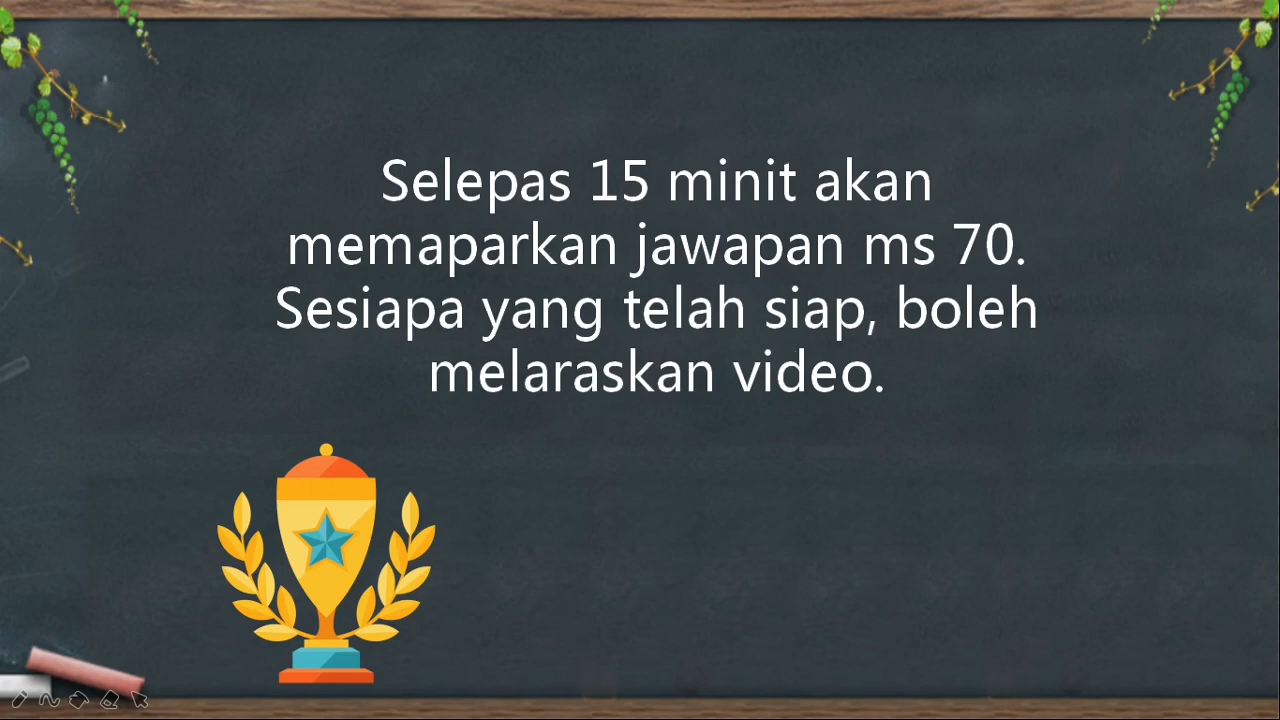 Selepas 15 minit akan
memaparkan jawapan ms 70.
Sesiapa yang telah siap, boleh
melaraskan video.